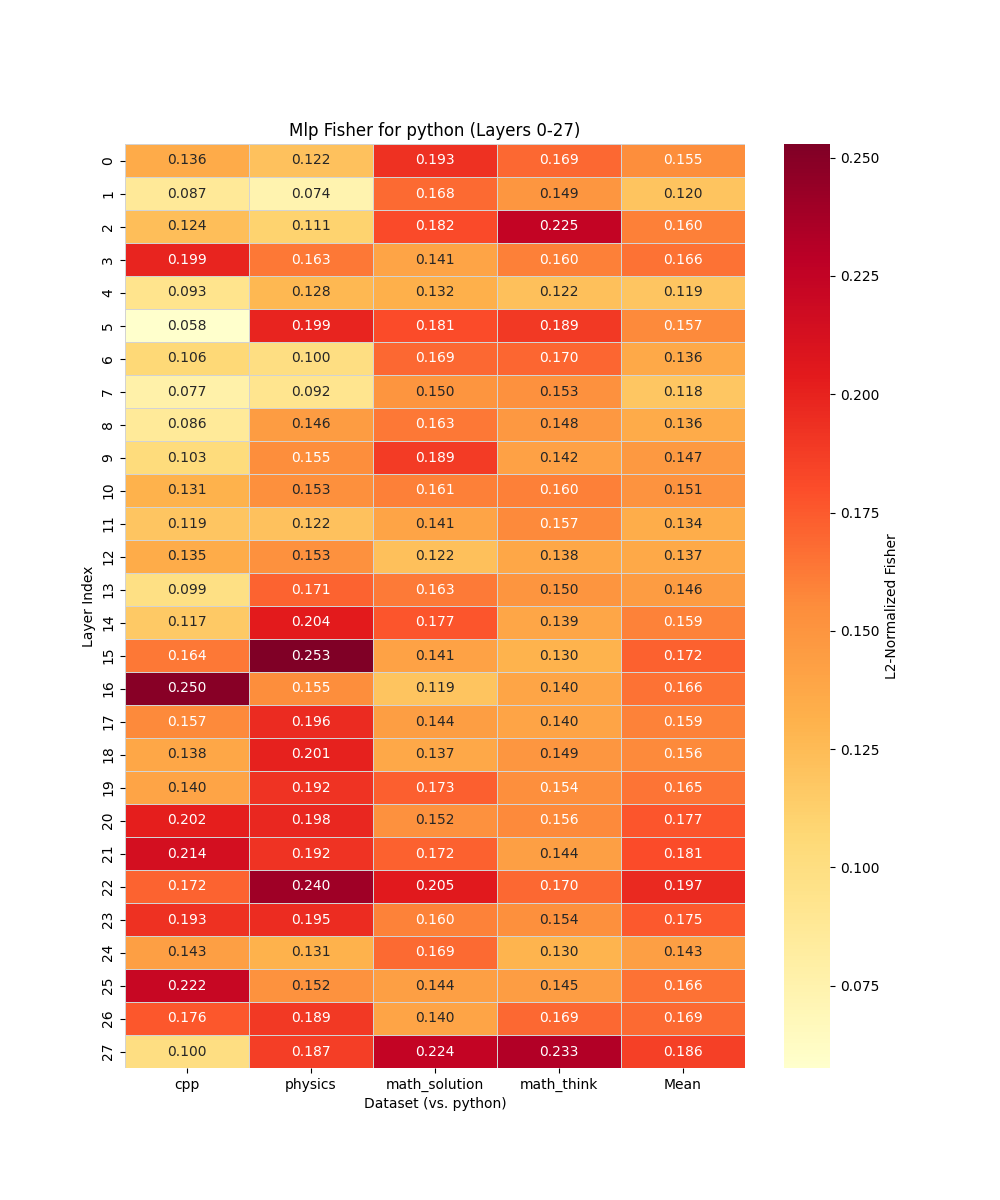 Mlp Fisher for python (Layers 0-27)
0 0.136 0.122 0.193 0.169 0.155
1 0.087 0.074 0.168 0.149 0.120
2 0.124 0.111 0.182 0.225 0.160
3 0.199 0.163 0.141 0.160 0.166
4 0.093 0.128 0.132 0.122 0.119
5 0.058 0.199 0.181 0.189 0.157
6 0.106 0.100 0.169 0.170 0.136
7 0.077 0.092 0.150 0.153 0.118
8 0.086 0.146 0.163 0.148 0.136
9 0.103 0.155 0.189 0.142 0.147
10 0.131 0.153 0.161 0.160 0.151
11 0.119 0.122 0.141 0.157 0.134
12 0.135 0.153 0.122 0.138 0.137
13 0.099 0.171 0.163 0.150 0.146
14 0.117 0.204 0.177 0.139 0.159
15 0.164 0.253 0.141 0.130 0.172
16 0.250 0.155 0.119 0.140 0.166
17 0.157 0.196 0.144 0.140 0.159
18 0.138 0.201 0.137 0.149 0.156
19 0.140 0.192 0.173 0.154 0.165
20 0.202 0.198 0.152 0.156 0.177
21 0.214 0.192 0.172 0.144 0.181
22 0.172 0.240 0.205 0.170 0.197
23 0.193 0.195 0.160 0.154 0.175
24 0.143 0.131 0.169 0.130 0.143
25 0.222 0.152 0.144 0.145 0.166
26 0.176 0.189 0.140 0.169 0.169
27 0.100 0.187 0.224 0.233 0.186
cpp physics math_solution math_think Mean
Dataset (vs. python)
Layer Index
0.250
0.225
0.200
0.175
0.150
0.125
0.100
0.075
L2-Normalized Fisher